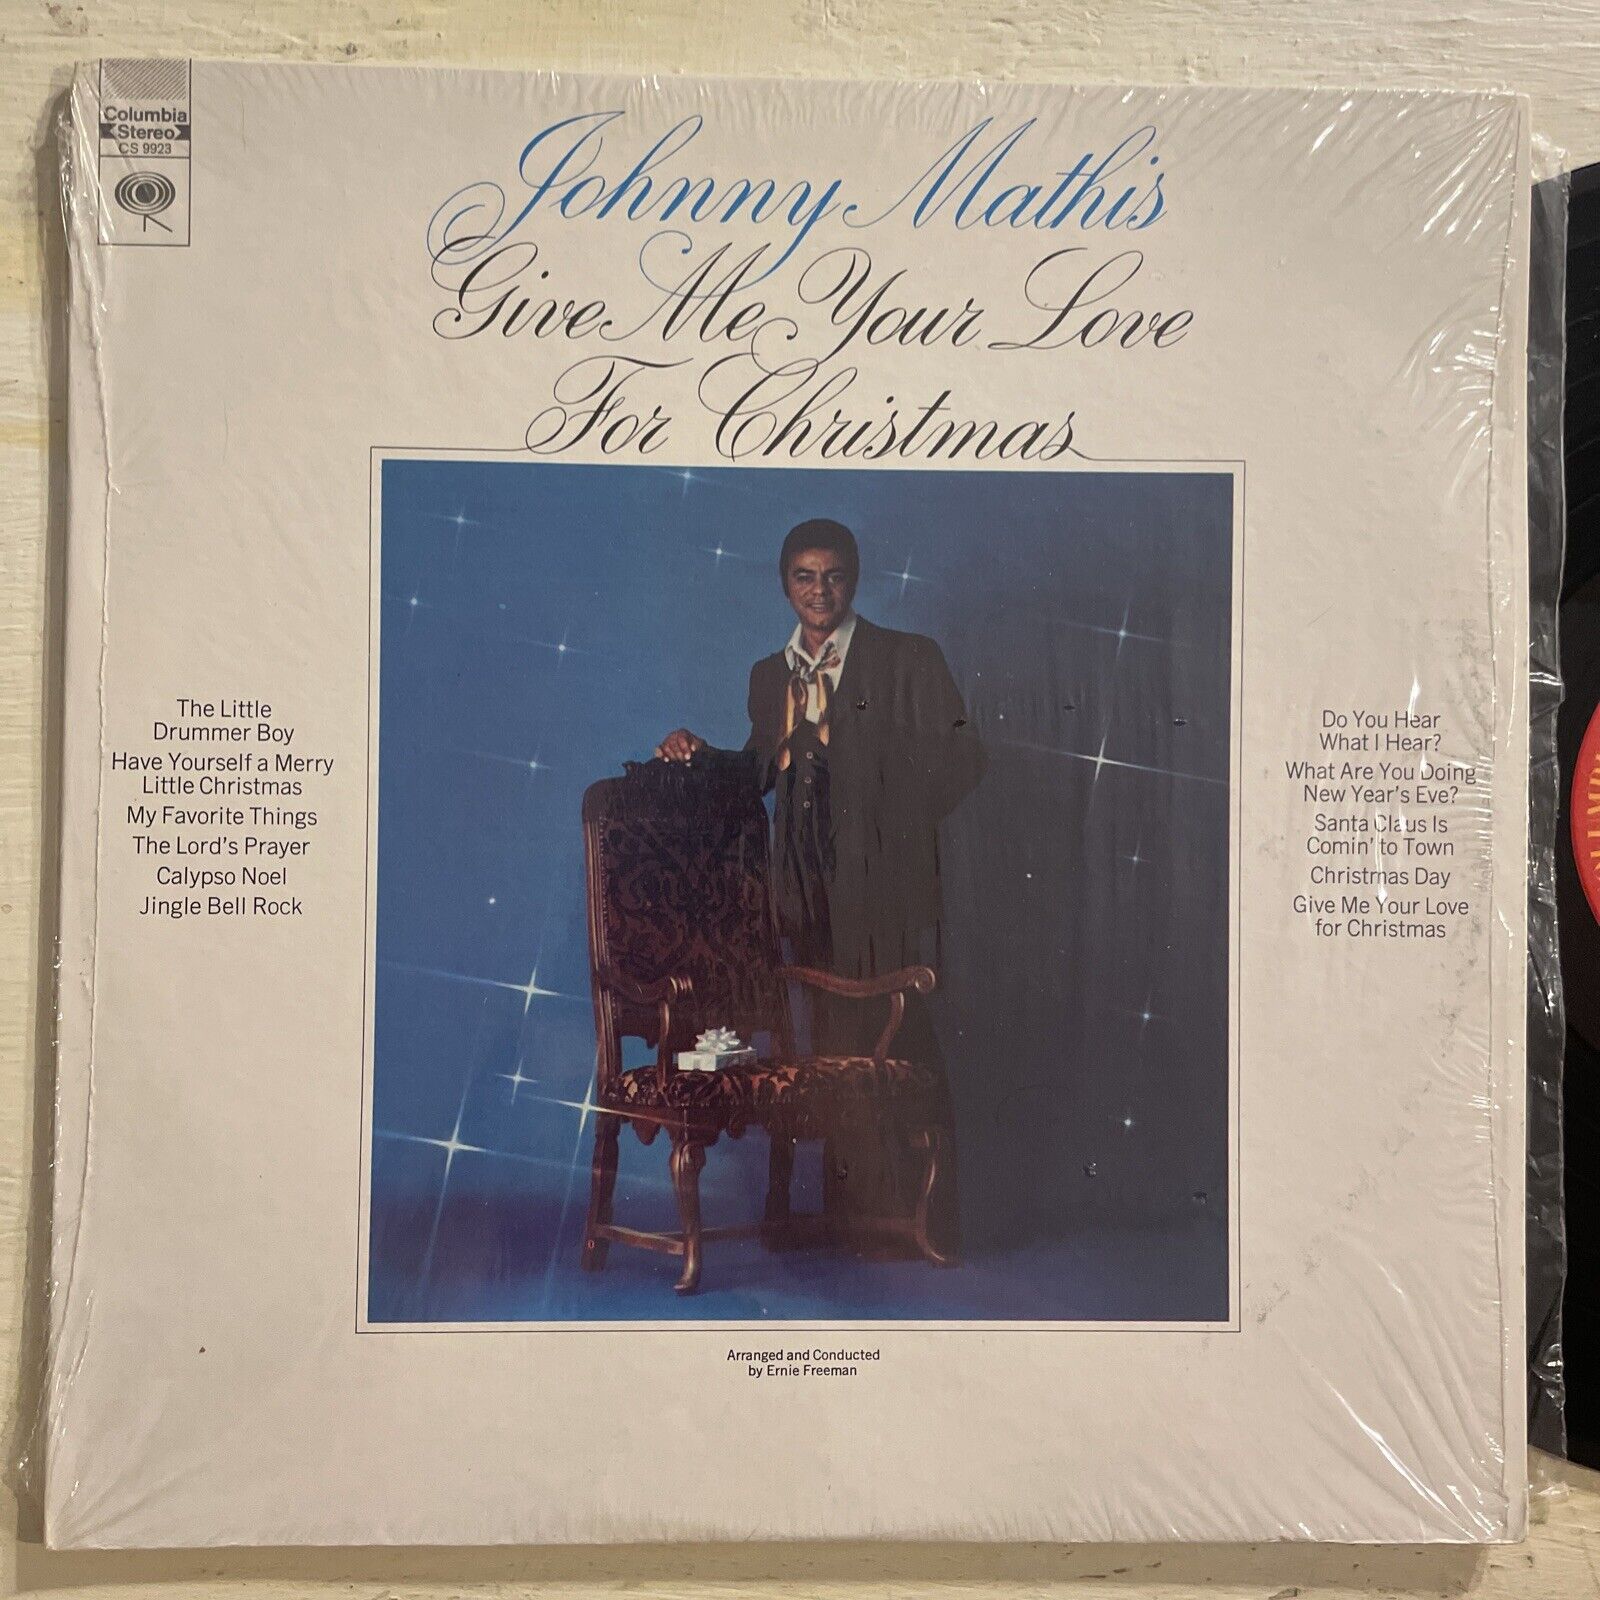 Columbia
Stereo
CS 9923
Johnny Mathis
Give Me Your Love
For Christmas
The Little
Drummer Boy
Have Yourself a Merry
Little Christmas
My Favorite Things
The Lord's Prayer
Calypso Noel
Jingle Bell Rock
Do You Hear
What I Hear?
What Are You Doing
New Year's Eve?
Santa Claus Is
Comin' to Town
Christmas Day
Give Me Your Love
for Christmas
Arranged and Conducted
by Ernie Freeman